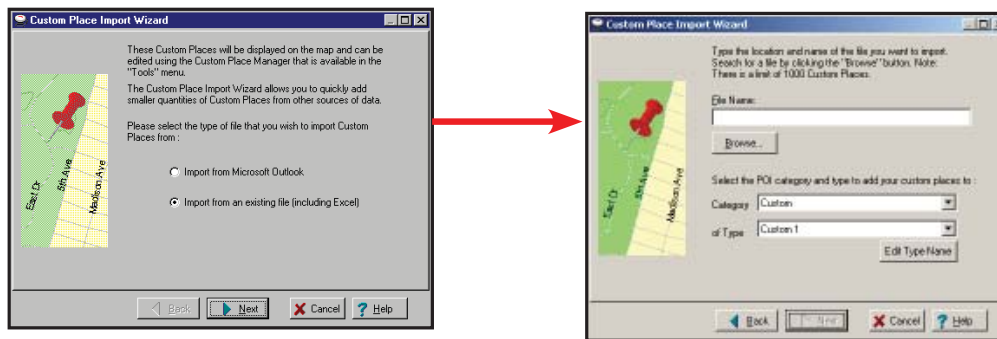 Custom Place Import Wizard
These Custom Places will be displayed on the map and can be
edited using the Custom Place Manager that is available in the
"Tools" menu.
The Custom Place Import Wizard allows you to quickly add
smaller quantities of Custom Places from other sources of data.
Please select the type of file that you wish to import Custom
Places from :
Import from Microsoft Outlook
Import from an existing file (including Excel)
East Dr
5th Ave
Madison Ave
Back
Next
Cancel
Help
Custom Place Import Wizard
Type the location and name of the file you want to import.
Search for a file by clicking the "Browse" button. Note:
There is a limit of 1000 Custom Places.
File Name:
Browse...
Select the POI category and type to add your custom places to :
Category Custom
of Type Custom 1
Edit Type Name
East Dr
5th Ave
Madison Ave
Back
Next
Cancel
Help